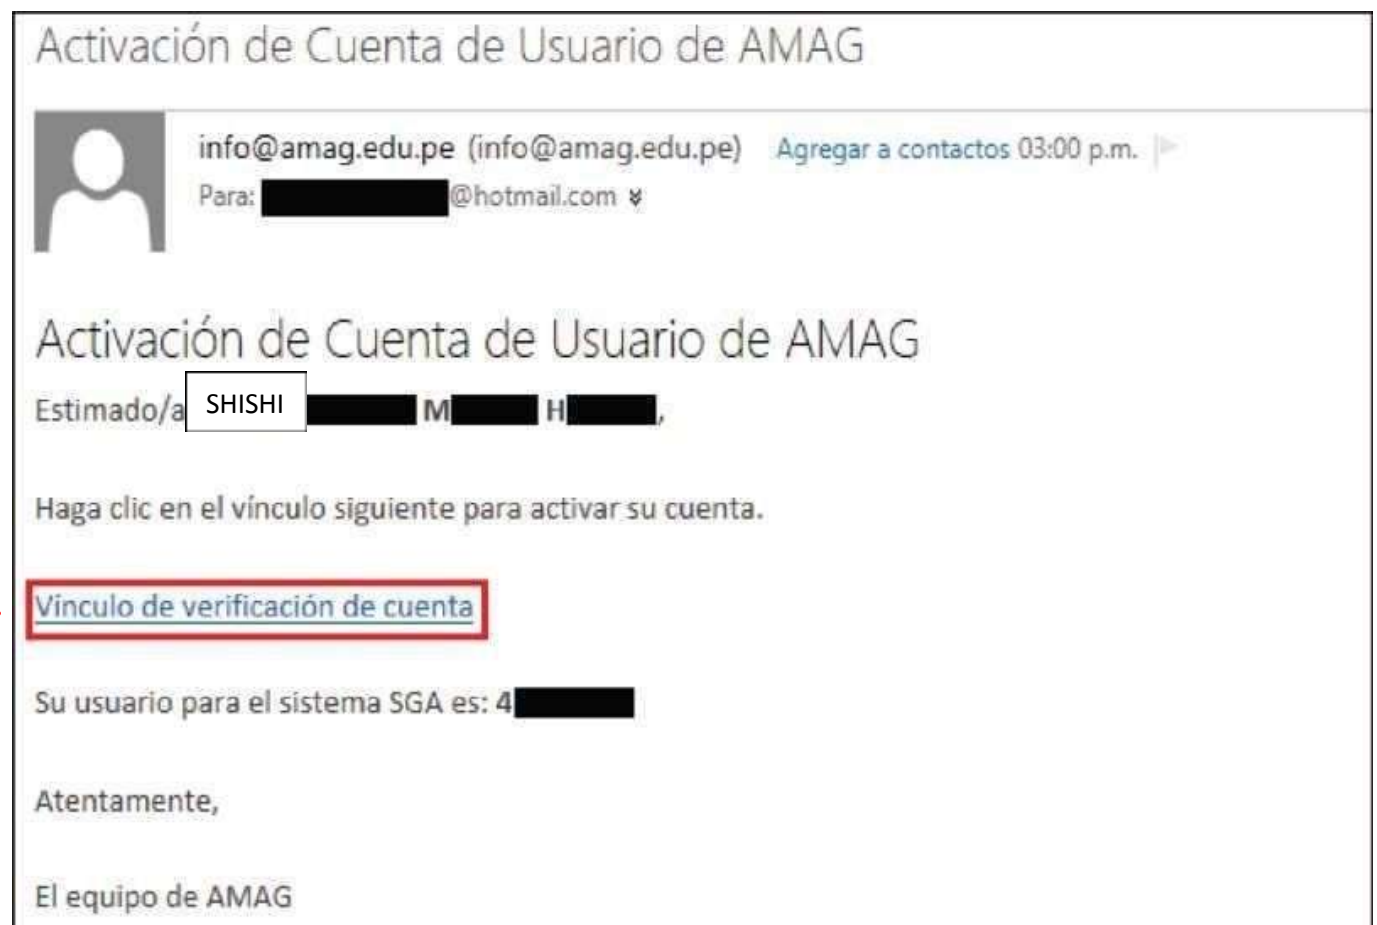 Activación de Cuenta de Usuario de AMAG
info@amag.edu.pe (info@amag.edu.pe) Agregar a contactos 03:00 p.m.
Para: @hotmail.com
Activación de Cuenta de Usuario de AMAG
Estimado/a SHISHI M H ,
Haga clic en el vínculo siguiente para activar su cuenta.
Vínculo de verificación de cuenta
Su usuario para el sistema SGA es: 4
Atentamente,
El equipo de AMAG